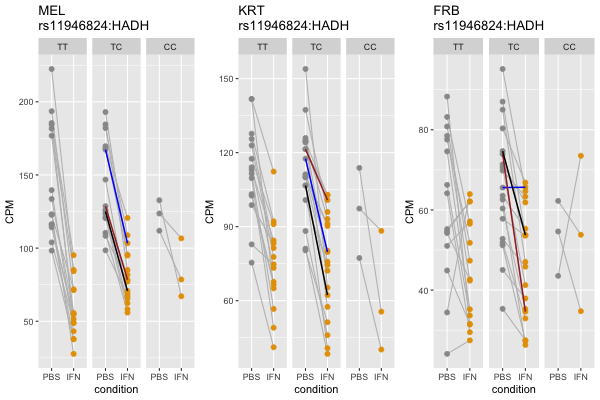 MEL
rs11946824:HADH
TT TC CC
CPM
200
150
100
50
PBS IFN PBS IFN PBS IFN
condition
KRT
rs11946824:HADH
TT TC CC
CPM
150
120
90
60
PBS IFN PBS IFN PBS IFN
condition
FRB
rs11946824:HADH
TT TC CC
CPM
80
60
40
PBS IFN PBS IFN PBS IFN
condition